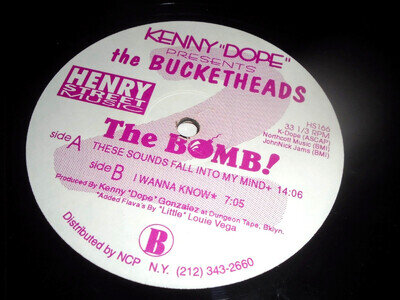 KENNY "DOPE"
PRESENTS
the BUCKETHEADS
HENRY
STREET
MUSIC
HS166
33 1/3 RPM
K-Dope (ASCAP)
Northcott Music (BMI)
JohnNick Jams (BMI)
The BOMB!
side A
THESE SOUNDS FALL INTO MY MIND+ 14:06
side B
I WANNA KNOW* 7:05
Produced By Kenny "Dope" Gonzalez at Dungeon Tape, Bklyn.
*Added Flava's By "Little" Louie Vega
B
Distributed by NCP N.Y. (212) 343-2660